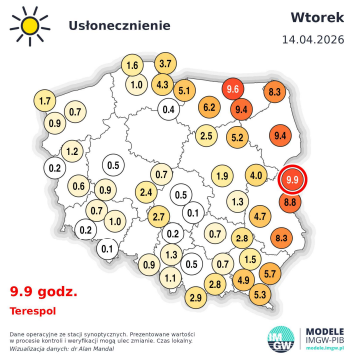 Usłonecznienie
Wtorek
14.04.2026
1.6 3.7
1.0 4.3 5.1 9.6 8.3
1.7 0.7 0.4 6.2 9.4
0.9 2.5 5.2 9.4
1.2
0.2 0.5 0.7 1.9 4.0 9.9
0.6 0.9 2.4 0.5 1.3 8.8
0.7 1.0 2.7 0.1 4.7
0.2 0.2 0.7 2.8 8.3
0.1 1.3
0.9 0.5 0.7 1.5
1.1 2.8 4.9 5.7
2.9 5.3
9.9 godz.
Terespol
Dane operacyjne ze stacji synoptycznych. Prezentowane wartości
w procesie kontroli i weryfikacji mogą ulec zmianie. Czas lokalny.
Wizualizacja danych: dr Alan Mandal
IM
GW
MODELE
IMGW-PIB
modele.imgw.pl